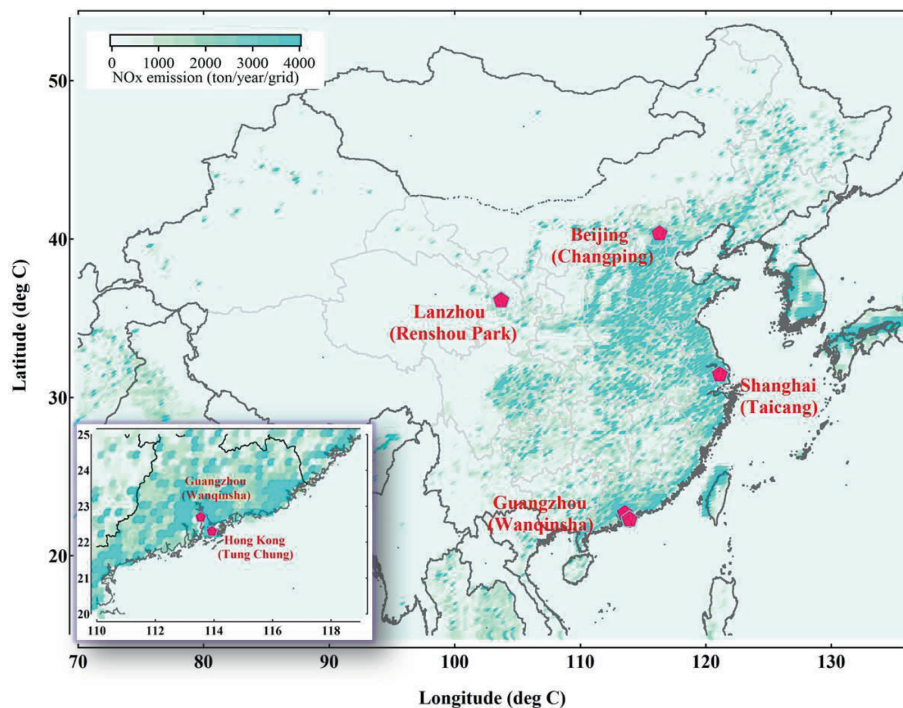 0 1000 2000 3000 4000
NOx emission (ton/year/grid)
50
40
30
20
Latitude (deg C)
Beijing
(Changping)
Lanzhou
(Renshou Park)
Shanghai
(Taicang)
Guangzhou
(Wanqinsha)
25
24
23
22
21
20
Guangzhou
(Wanqinsha)
Hong Kong
(Tung Chung)
110 112 114 116 118
70 80 90 100 110 120 130
Longitude (deg C)